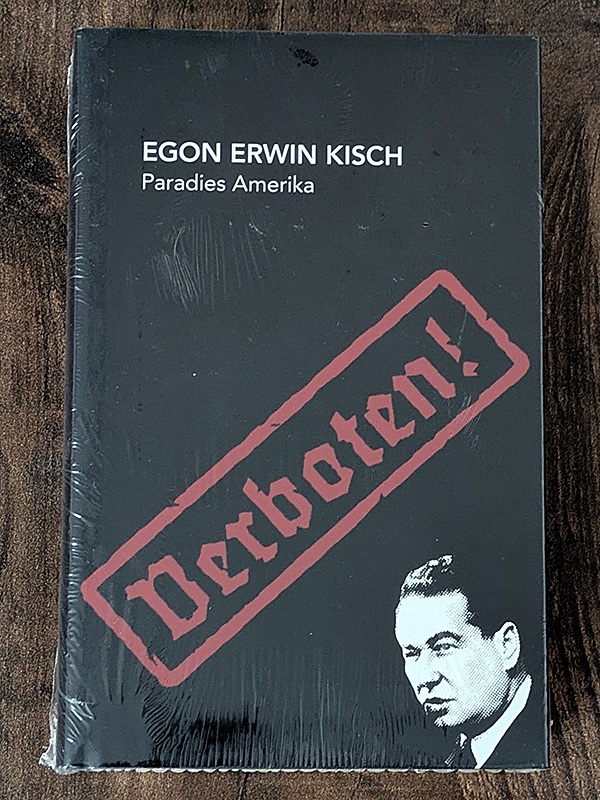 EGON ERWIN KISCH
Paradies Amerika
Verboten!